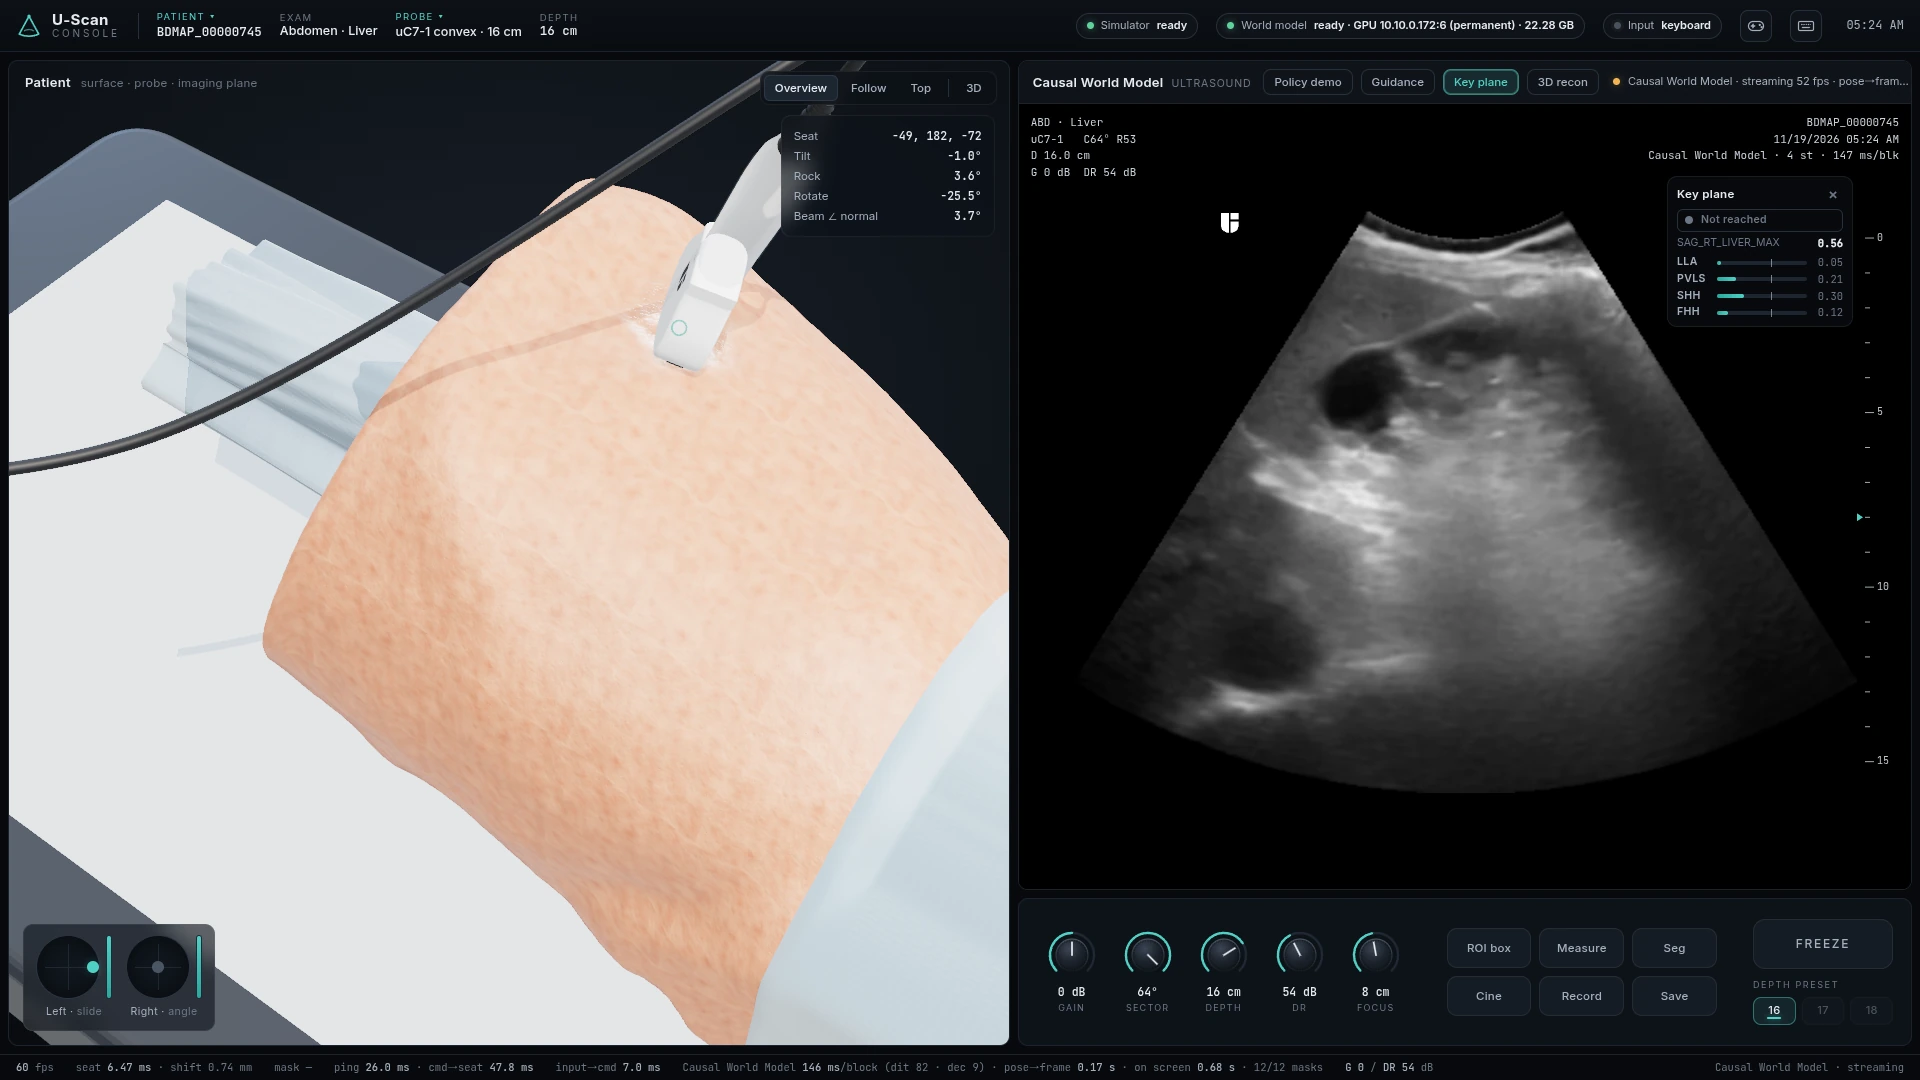 U-Scan
CONSOLE
PATIENT ▾
BDMAP_00000745
EXAM
Abdomen · Liver
PROBE ▾
uC7-1 convex · 16 cm
DEPTH
16 cm
Simulator ready
World model ready · GPU 10.10.0.172:6 (permanent) · 22.28 GB
Input keyboard
05:24 AM
Patient surface · probe · imaging plane
Overview Follow Top 3D
Seat -49, 182, -72
Tilt -1.0°
Rock 3.6°
Rotate -25.5°
Beam ∠ normal 3.7°
Left · slide
Right · angle
Causal World Model ULTRASOUND
Policy demo
Guidance
Key plane
3D recon
Causal World Model · streaming 52 fps · pose→fram...
ABD · Liver
uC7-1 C64° R53
D 16.0 cm
G 0 dB DR 54 dB
BDMAP_00000745
11/19/2026 05:24 AM
Causal World Model · 4 st · 147 ms/blk
Key plane ×
Not reached
SAG_RT_LIVER_MAX 0.56
LLA 0.05
PVLS 0.21
SHH 0.30
FHH 0.12
0
5
10
15
0 dB
GAIN
64°
SECTOR
16 cm
DEPTH
54 dB
DR
8 cm
FOCUS
ROI box
Measure
Seg
Cine
Record
Save
FREEZE
DEPTH PRESET
16 17 18
60 fps seat 6.47 ms · shift 0.74 mm mask — ping 26.0 ms · cmd→seat 47.8 ms input→cmd 7.0 ms Causal World Model 146 ms/block (dit 82 · dec 9) · pose→frame 0.17 s · on screen 0.68 s · 12/12 masks G 0 / DR 54 dB Causal World Model · streaming